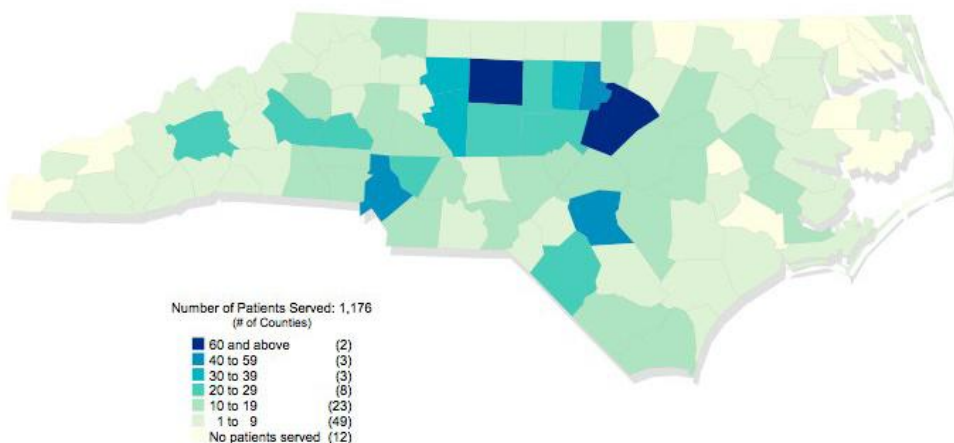 Number of Patients Served: 1,176
(# of Counties)
60 and above (2)
40 to 59 (3)
30 to 39 (3)
20 to 29 (8)
10 to 19 (23)
1 to 9 (49)
No patients served (12)